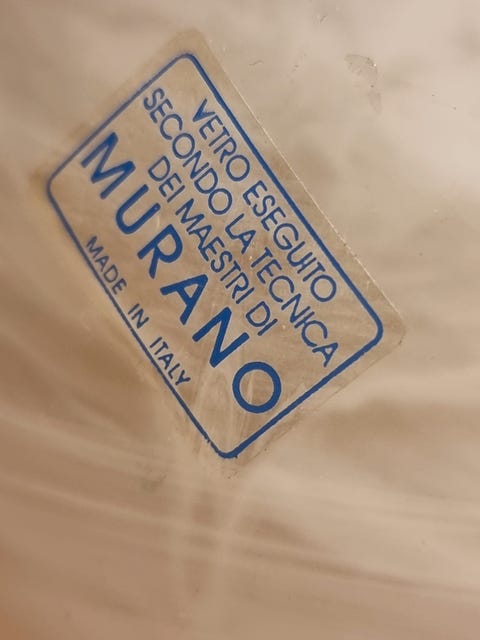 VETRO ESEGUITO
SECONDO LA TECNICA
DEI MAESTRI DI
MURANO
MADE IN ITALY